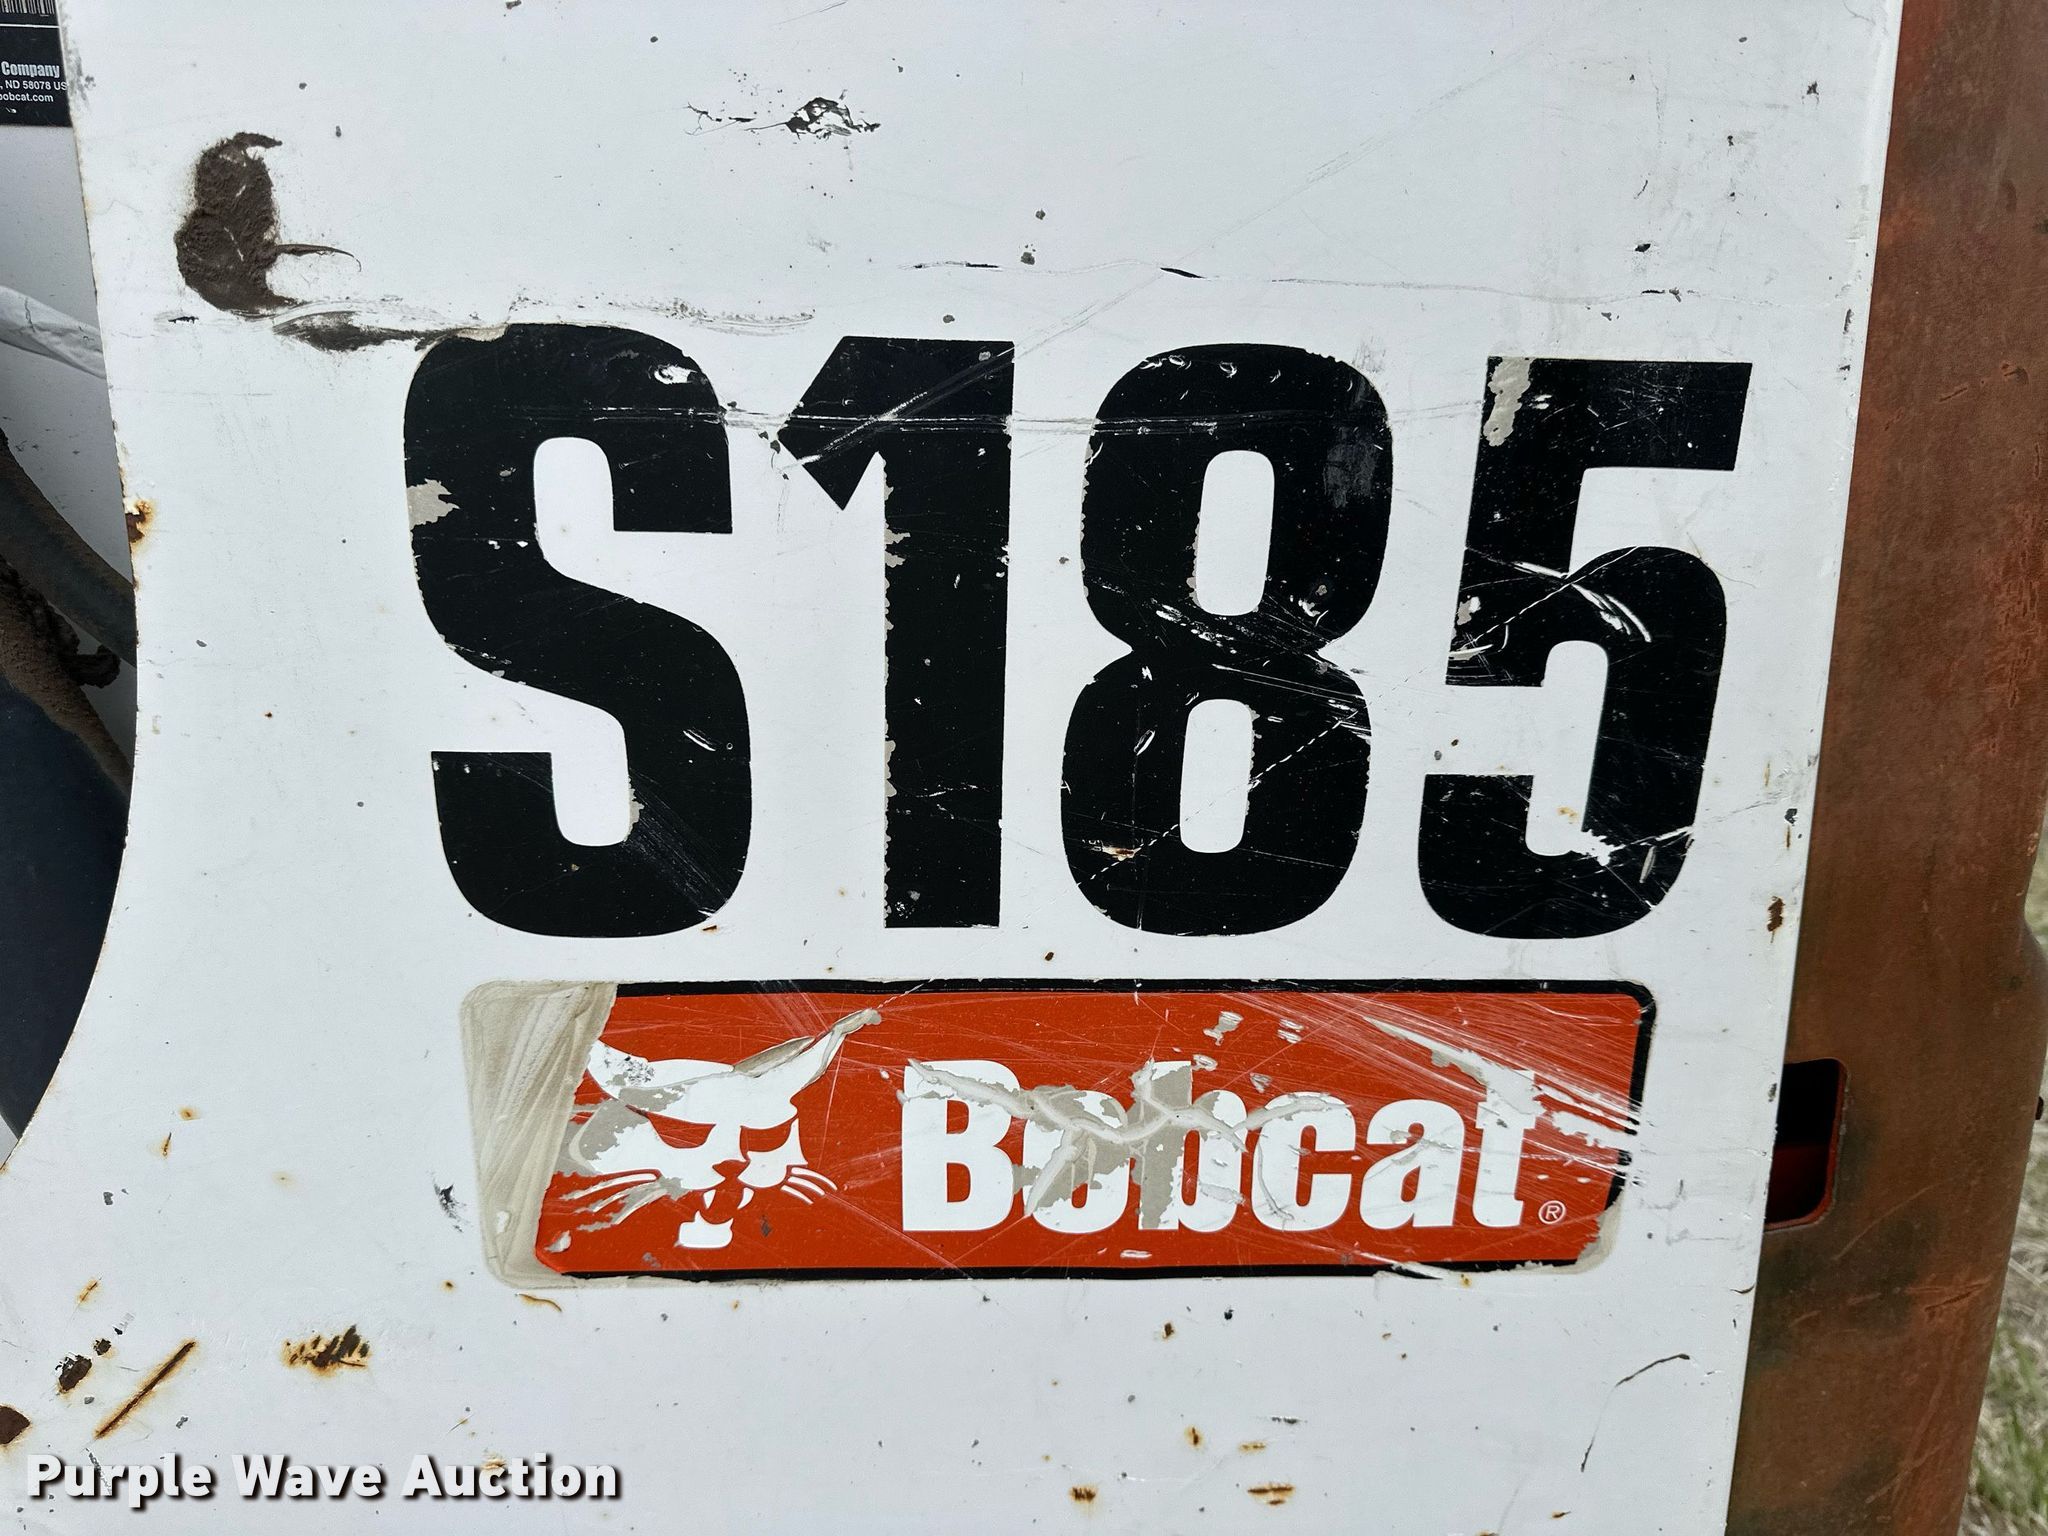 Company
, ND 58078 US
bobcat.com
S185
Bobcat®
Purple Wave Auction